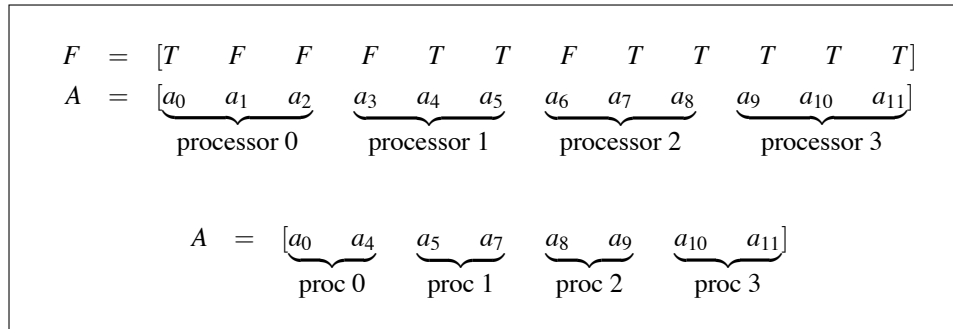 F = [T F F F T T F T T T T T]
A = [a₀ a₁ a₂ a₃ a₄ a₅ a₆ a₇ a₈ a₉ a₁₀ a₁₁]
processor 0 processor 1 processor 2 processor 3
A = [a₀ a₄ a₅ a₇ a₈ a₉ a₁₀ a₁₁]
proc 0 proc 1 proc 2 proc 3